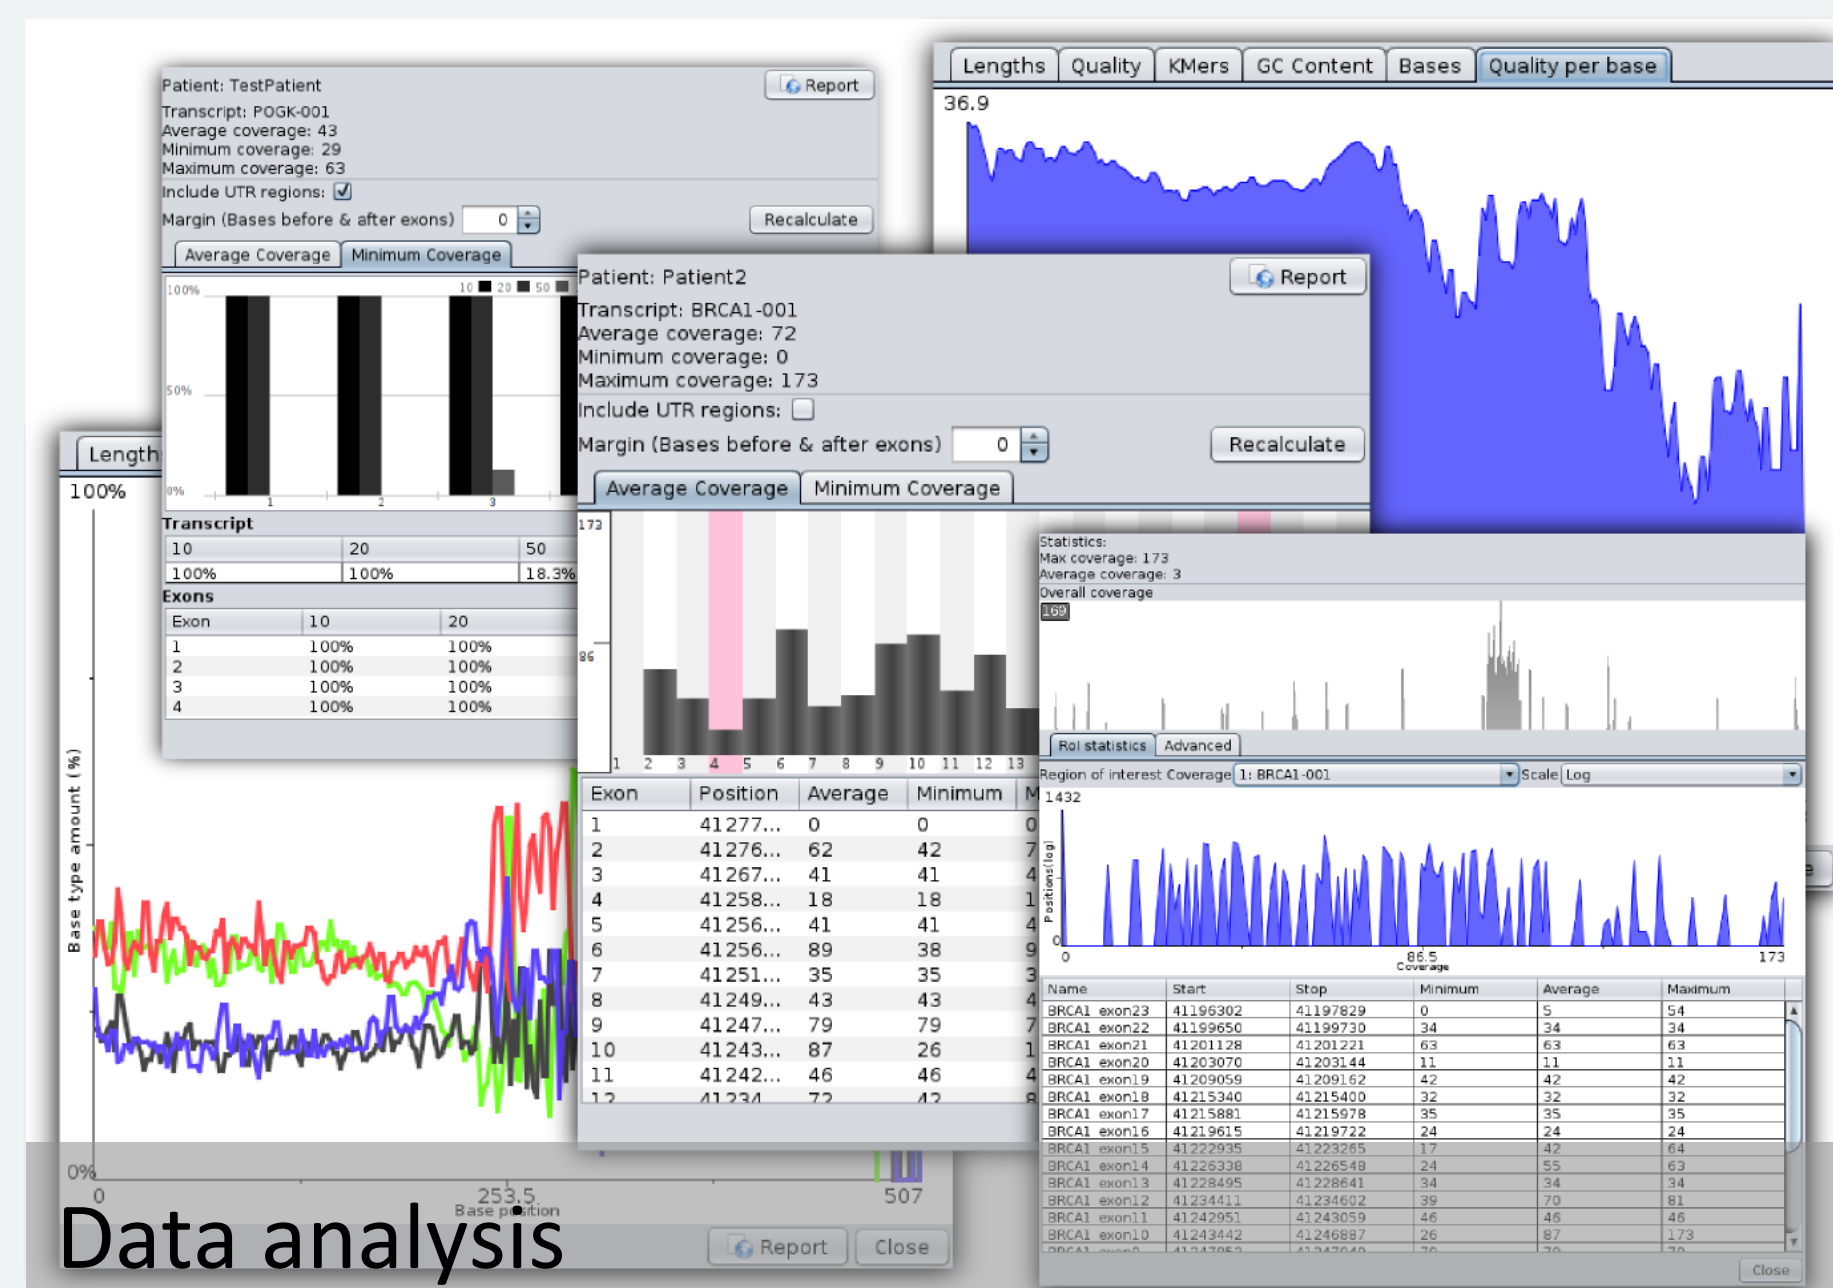 Patient: TestPatient
Report
Transcript: POGK-001
Average coverage: 43
Minimum coverage: 29
Maximum coverage: 63
Include UTR regions:
Margin (Bases before & after exons) 0
Recalculate
Average Coverage Minimum Coverage
100% 10 20 50
50%
0%
1 2 3
Transcript
10 20 50
100% 100% 18.3%
Exons
Exon 10 20
1 100% 100%
2 100% 100%
3 100% 100%
4 100% 100%
Lengths Quality KMers GC Content Bases Quality per base
36.9
Patient: Patient2
Report
Transcript: BRCA1-001
Average coverage: 72
Minimum coverage: 0
Maximum coverage: 173
Include UTR regions:
Margin (Bases before & after exons) 0
Recalculate
Average Coverage Minimum Coverage
173
86
1 2 3 4 5 6 7 8 9 10 11 12 13
Exon Position Average Minimum M
1 41277... 0 0 0
2 41276... 62 42 7
3 41267... 41 41 4
4 41258... 18 18 1
5 41256... 41 41 4
6 41256... 89 38 9
7 41251... 35 35 3
8 41249... 43 43 4
9 41247... 79 79 7
10 41243... 87 26 1
11 41242... 46 46 4
12 41234 72 42 8
Statistics:
Max coverage: 173
Average coverage: 3
Overall coverage
169
RoI statistics Advanced
Region of interest Coverage 1: BRCA1-001 Scale Log
1432
Positions(log)
0
0 86.5 173
Coverage
Name Start Stop Minimum Average Maximum
BRCA1 exon23 41196302 41197829 0 5 54
BRCA1 exon22 41199650 41199730 34 34 34
BRCA1 exon21 41201128 41201221 63 63 63
BRCA1 exon20 41203070 41203144 11 11 11
BRCA1 exon19 41209059 41209162 42 42 42
BRCA1 exon18 41215340 41215400 32 32 32
BRCA1 exon17 41215881 41215978 35 35 35
BRCA1 exon16 41219615 41219722 24 24 24
BRCA1 exon15 41222935 41223265 17 42 64
BRCA1 exon14 41226338 41226548 24 55 63
BRCA1 exon13 41228495 41228641 34 34 34
BRCA1 exon12 41234411 41234602 39 70 81
BRCA1 exon11 41242951 41243059 46 46 46
BRCA1 exon10 41243442 41246887 26 87 173
Close
Length
100%
Base type amount (%)
0%
0 253.5 507
Base position
Report Close
Data analysis